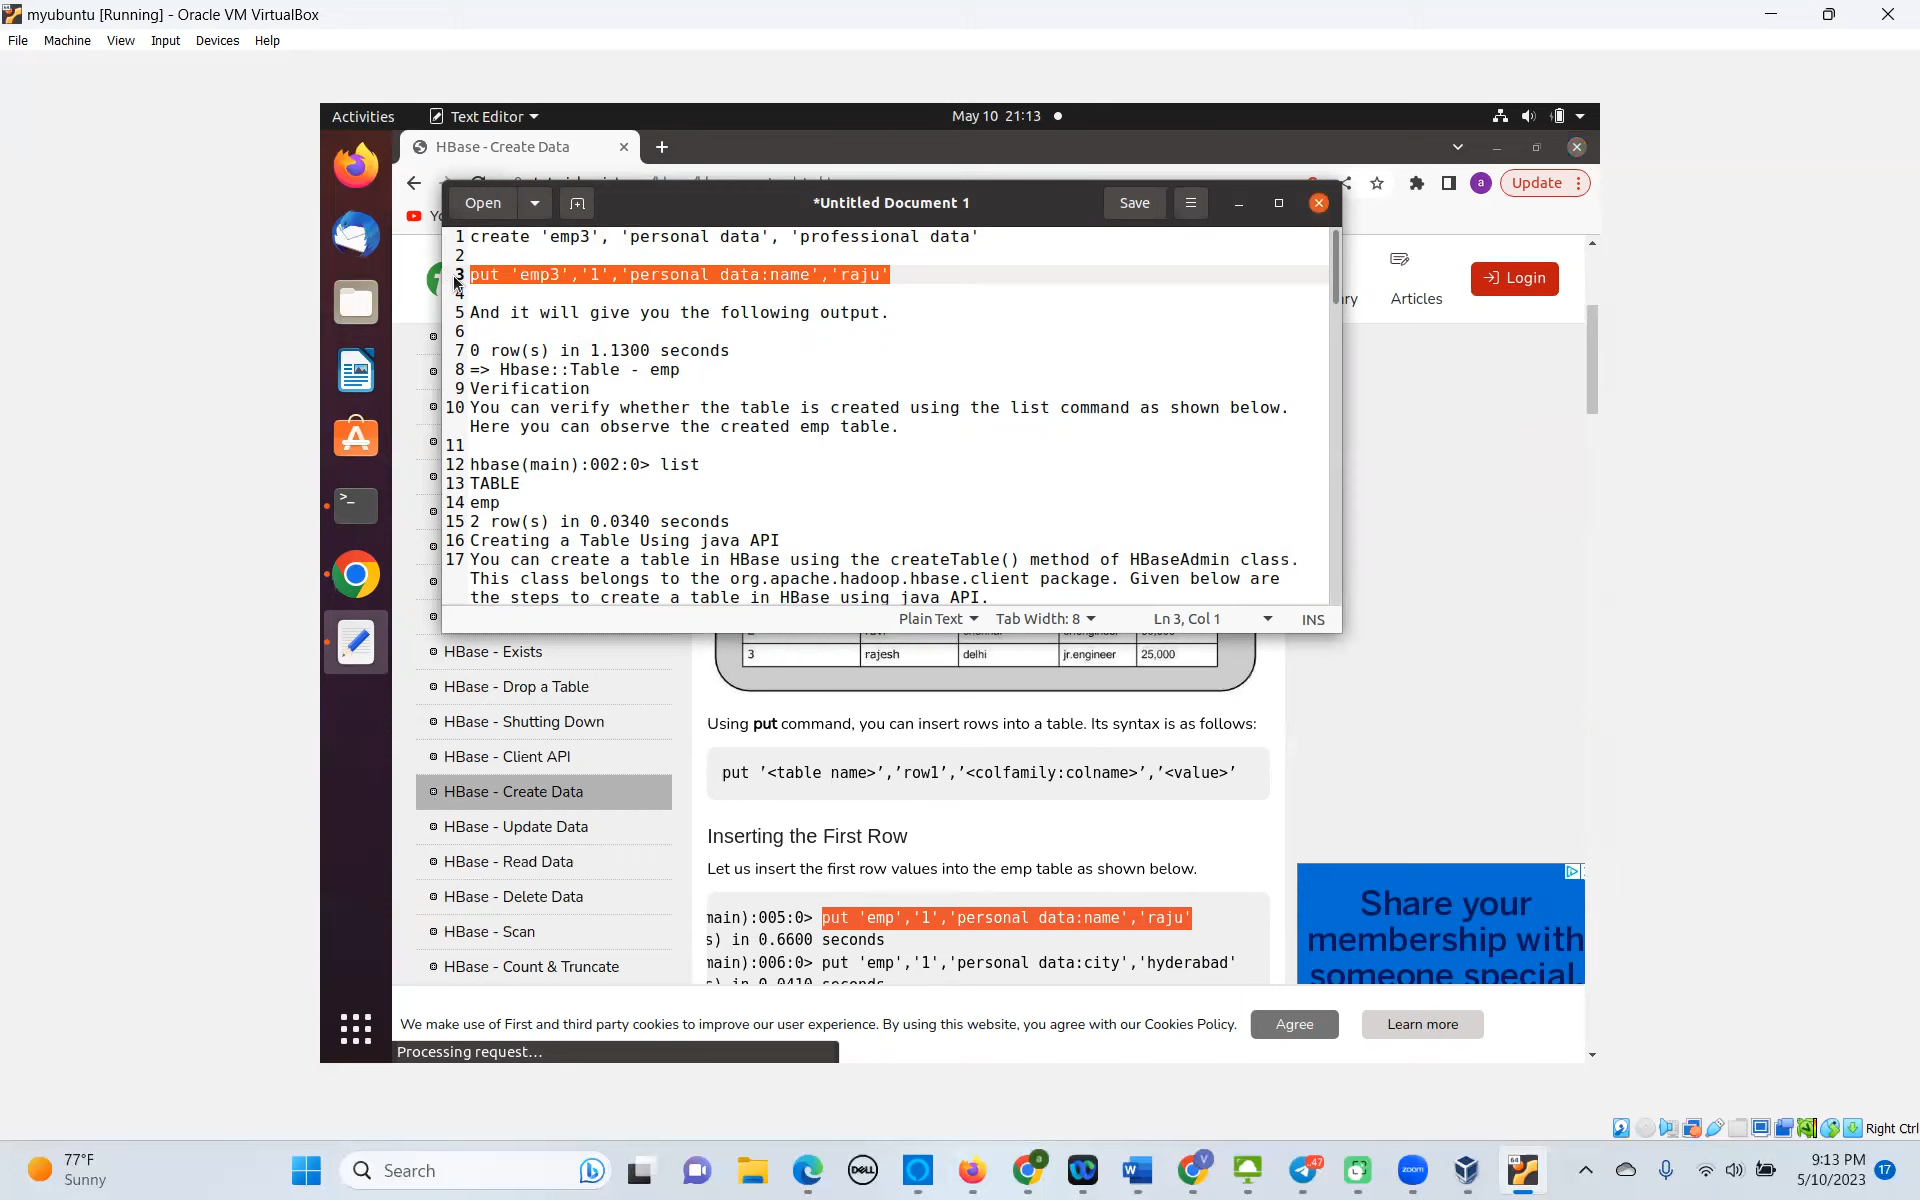 myubuntu [Running] - Oracle VM VirtualBox
File Machine View Input Devices Help
Activities Text Editor May 10 21:13
HBase - Create Data
Update
Open *Untitled Document 1 Save
1 create 'emp3', 'personal data', 'professional data'
2
3 put 'emp3','1','personal data:name','raju'
4
5 And it will give you the following output.
6
7 0 row(s) in 1.1300 seconds
8 => Hbase::Table - emp
9 Verification
10 You can verify whether the table is created using the list command as shown below.
Here you can observe the created emp table.
11
12 hbase(main):002:0> list
13 TABLE
14 emp
15 2 row(s) in 0.0340 seconds
16 Creating a Table Using java API
17 You can create a table in HBase using the createTable() method of HBaseAdmin class.
This class belongs to the org.apache.hadoop.hbase.client package. Given below are
the steps to create a table in HBase using java API.
Plain Text Tab Width: 8 Ln 3, Col 1 INS
Articles
Login
HBase - Exists
HBase - Drop a Table
HBase - Shutting Down
HBase - Client API
HBase - Create Data
HBase - Update Data
HBase - Read Data
HBase - Delete Data
HBase - Scan
HBase - Count & Truncate
3 rajesh delhi jr.engineer 25,000
Using put command, you can insert rows into a table. Its syntax is as follows:
put ’<table name>’,’row1’,’<colfamily:colname>’,’<value>’
Inserting the First Row
Let us insert the first row values into the emp table as shown below.
main):005:0> put 'emp','1','personal data:name','raju'
s) in 0.6600 seconds
main):006:0> put 'emp','1','personal data:city','hyderabad'
s) in 0.0410 seconds
Share your
membership with
someone special.
We make use of First and third party cookies to improve our user experience. By using this website, you agree with our Cookies Policy. Agree Learn more
Processing request...
Right Ctrl
77°F
Sunny
Search
DELL
zoom
47
9:13 PM
5/10/2023
17